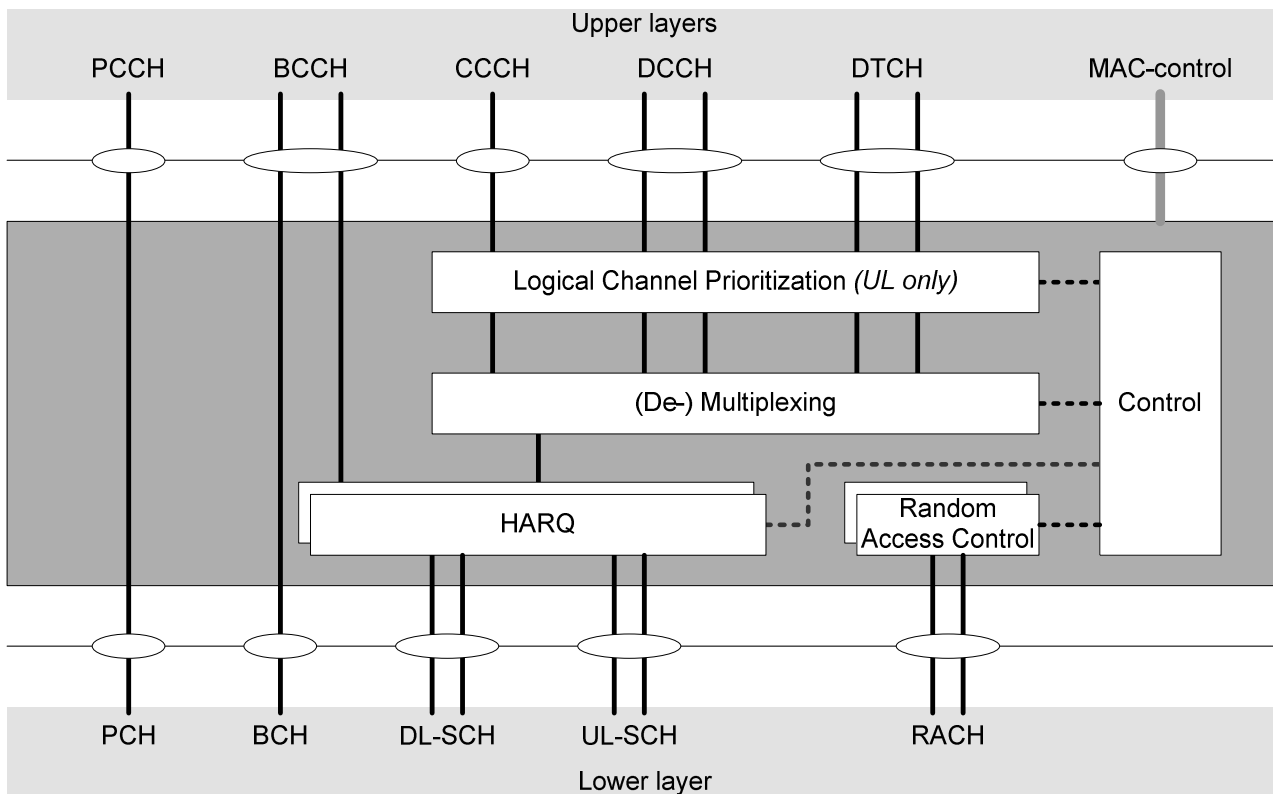 Upper layers
PCCH BCCH CCCH DCCH DTCH MAC-control
Logical Channel Prioritization (UL only)
(De-) Multiplexing
Control
HARQ
Random
Access Control
PCH BCH DL-SCH UL-SCH RACH
Lower layer